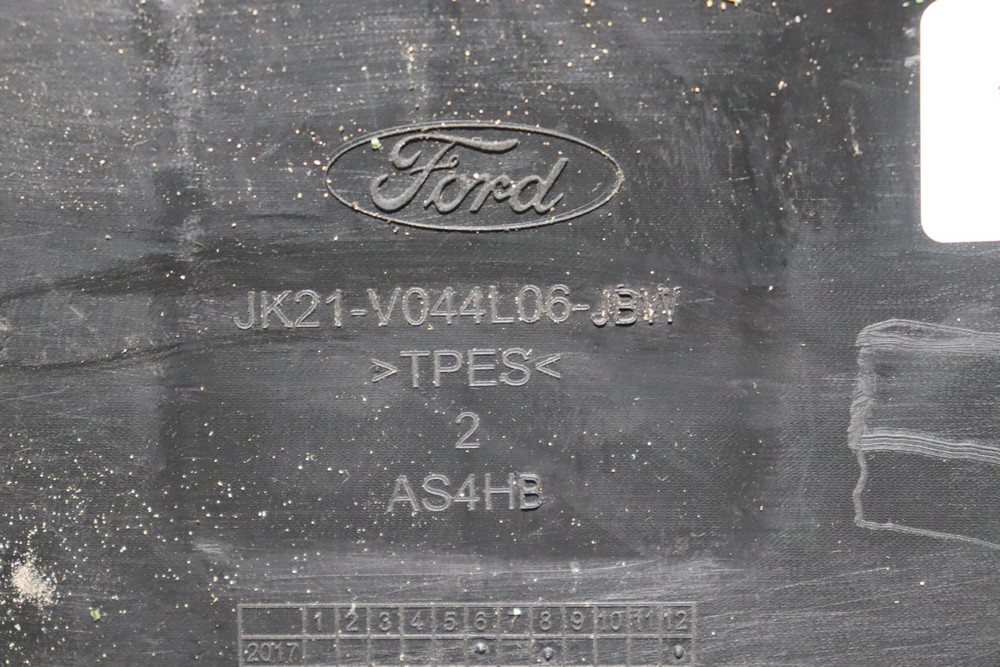 Ford
JK21-V044L06-JBW
>TPES<
2
AS4HB
1 2 3 4 5 6 7 8 9 10 11 12
2017